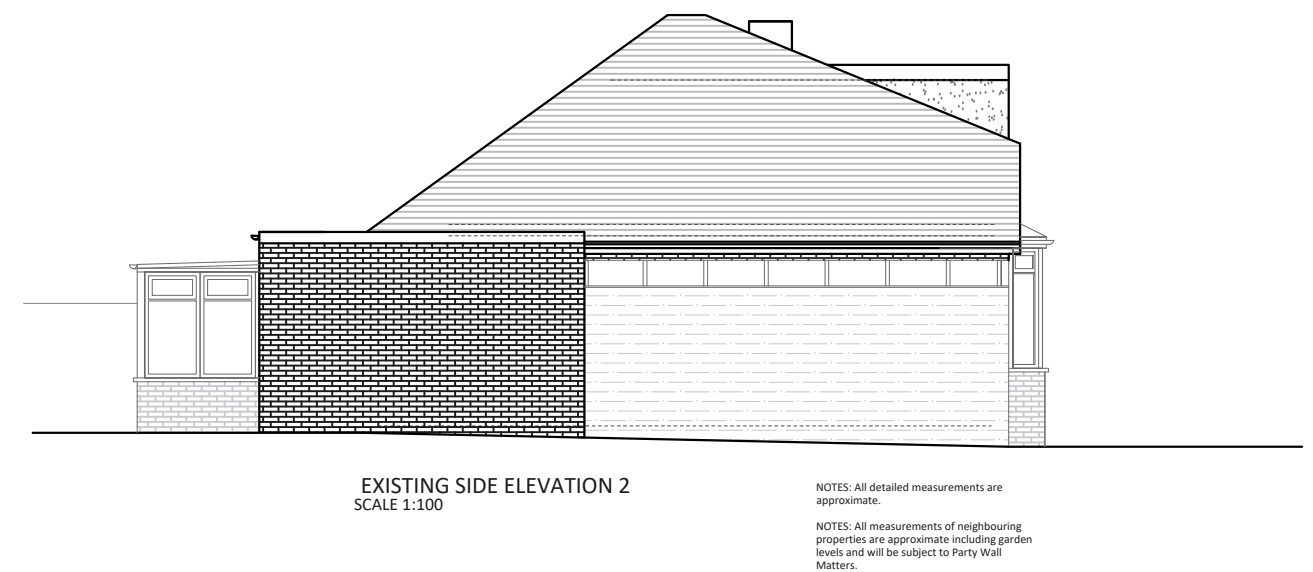 EXISTING SIDE ELEVATION 2
SCALE 1:100
NOTES: All detailed measurements are
approximate.
NOTES: All measurements of neighbouring
properties are approximate including garden
levels and will be subject to Party Wall
Matters.